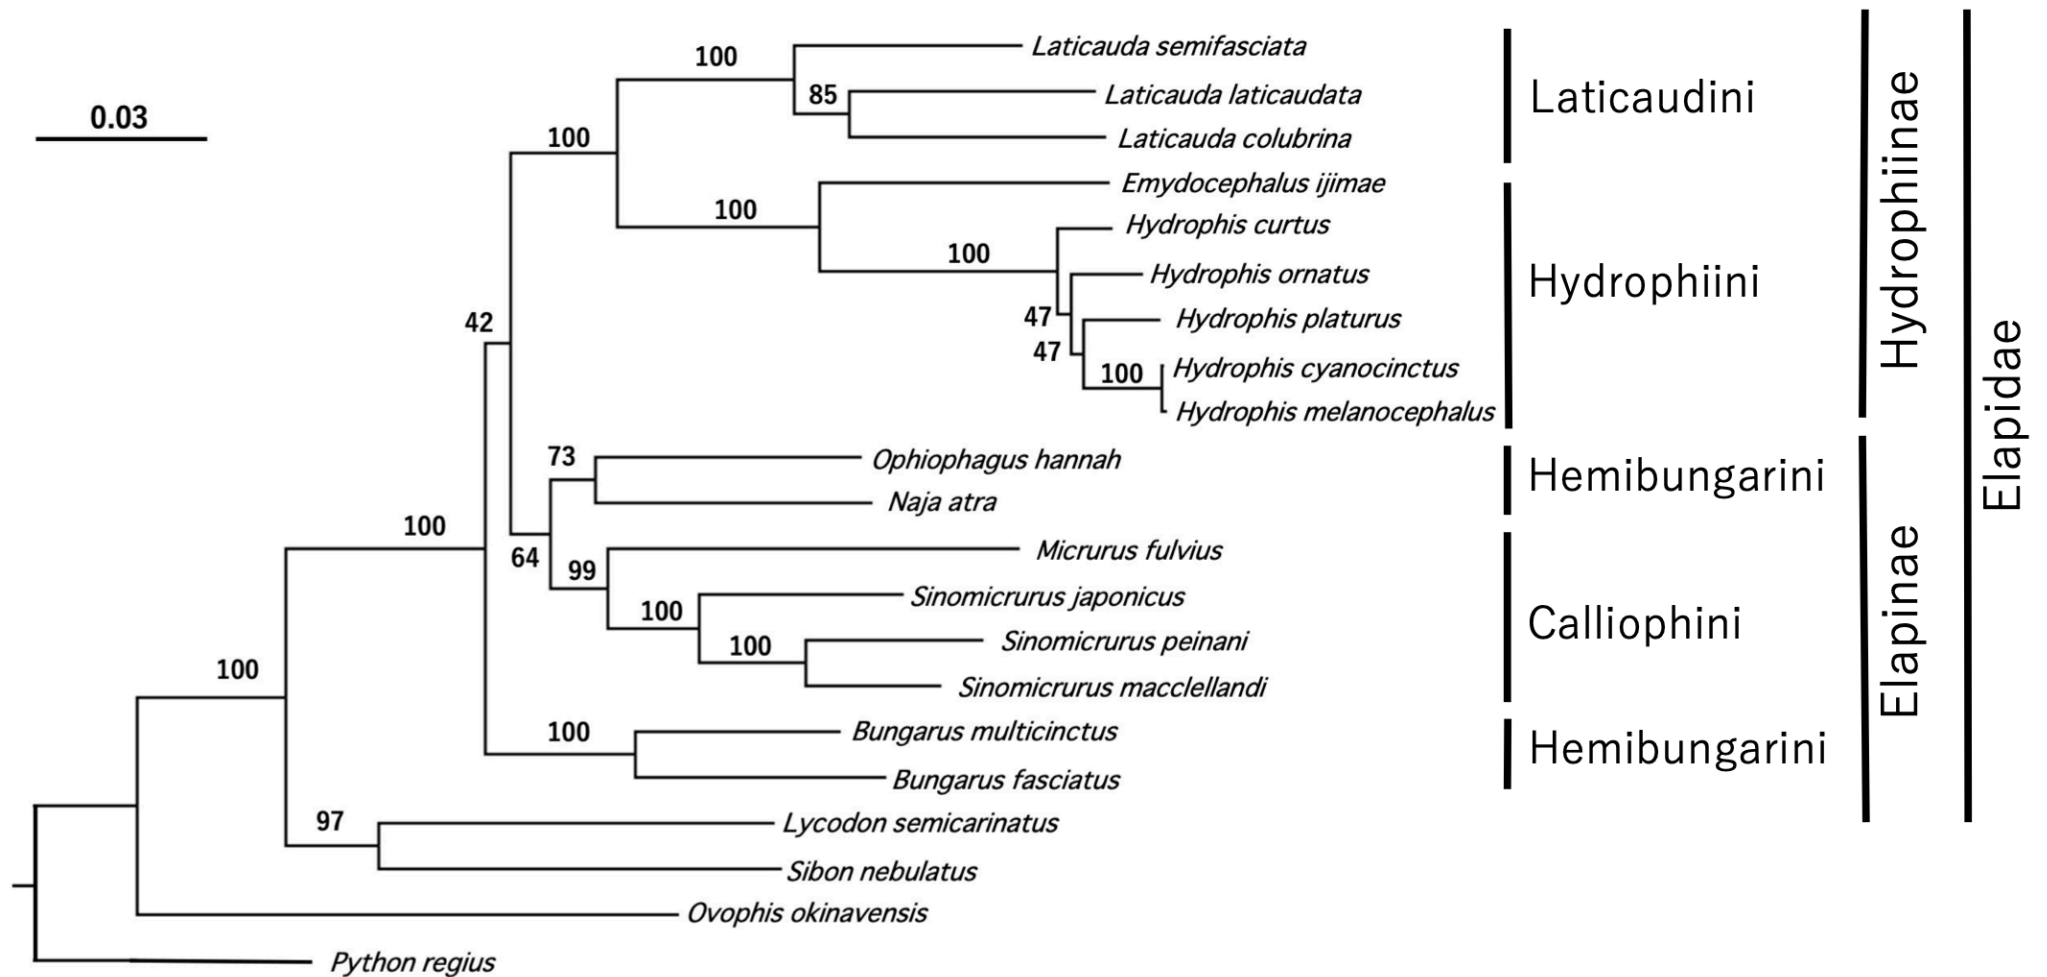 0.03
100
Laticauda semifasciata
85
Laticauda laticaudata
Laticauda colubrina
Laticaudini
100
100
Emydocephalus ijimae
100
Hydrophis curtus
Hydrophis ornatus
47
Hydrophis platurus
47
100
Hydrophis cyanocinctus
Hydrophis melanocephalus
Hydrophiini
Hydrophiinae
42
73
Ophiophagus hannah
Naja atra
Hemibungarini
64
99
Micrurus fulvius
100
Sinomicrurus japonicus
100
Sinomicrurus peinani
Sinomicrurus macclellandi
Calliophini
100
100
Bungarus multicinctus
Bungarus fasciatus
Hemibungarini
Elapinae
Elapidae
100
97
Lycodon semicarinatus
Sibon nebulatus
Ovophis okinavensis
Python regius